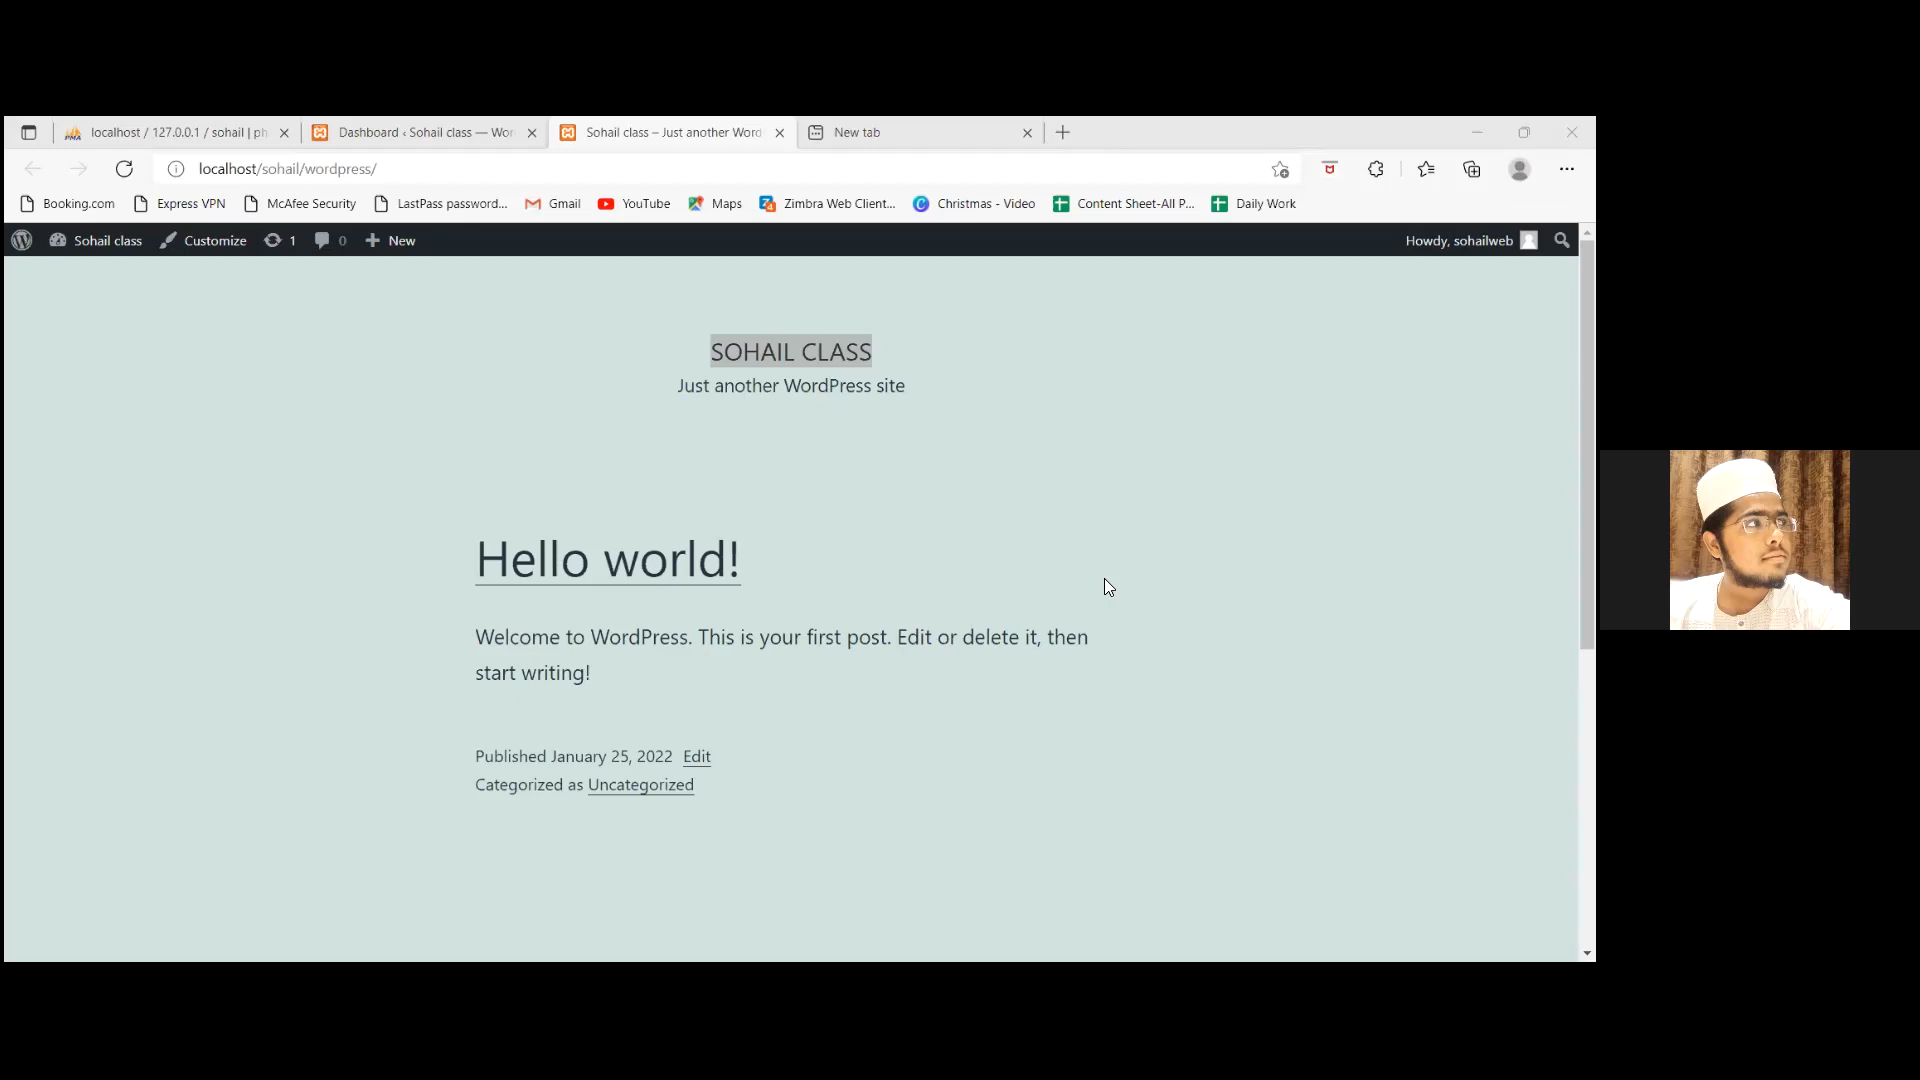 localhost / 127.0.0.1 / sohail | ph
Dashboard ‹ Sohail class — Wor
Sohail class – Just another Word
New tab
localhost/sohail/wordpress/
Booking.com
Express VPN
McAfee Security
LastPass password...
Gmail
YouTube
Maps
Zimbra Web Client...
Christmas - Video
Content Sheet-All P...
Daily Work
Sohail class
Customize
1
0
New
Howdy, sohailweb
SOHAIL CLASS
Just another WordPress site
Hello world!
Welcome to WordPress. This is your first post. Edit or delete it, then
start writing!
Published January 25, 2022 Edit
Categorized as Uncategorized